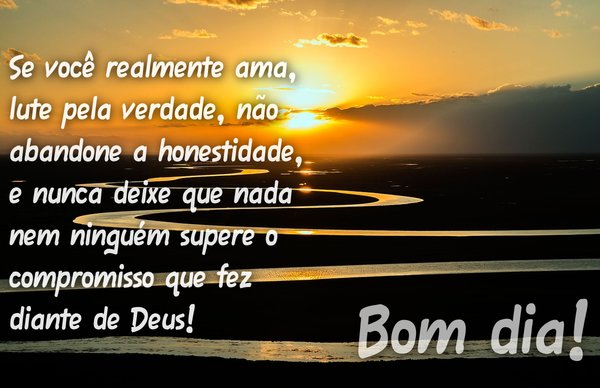 Se você realmente ama,
lute pela verdade, não
abandone a honestidade,
e nunca deixe que nada
nem ninguém supere o
compromisso que fez
diante de Deus!
Bom dia!